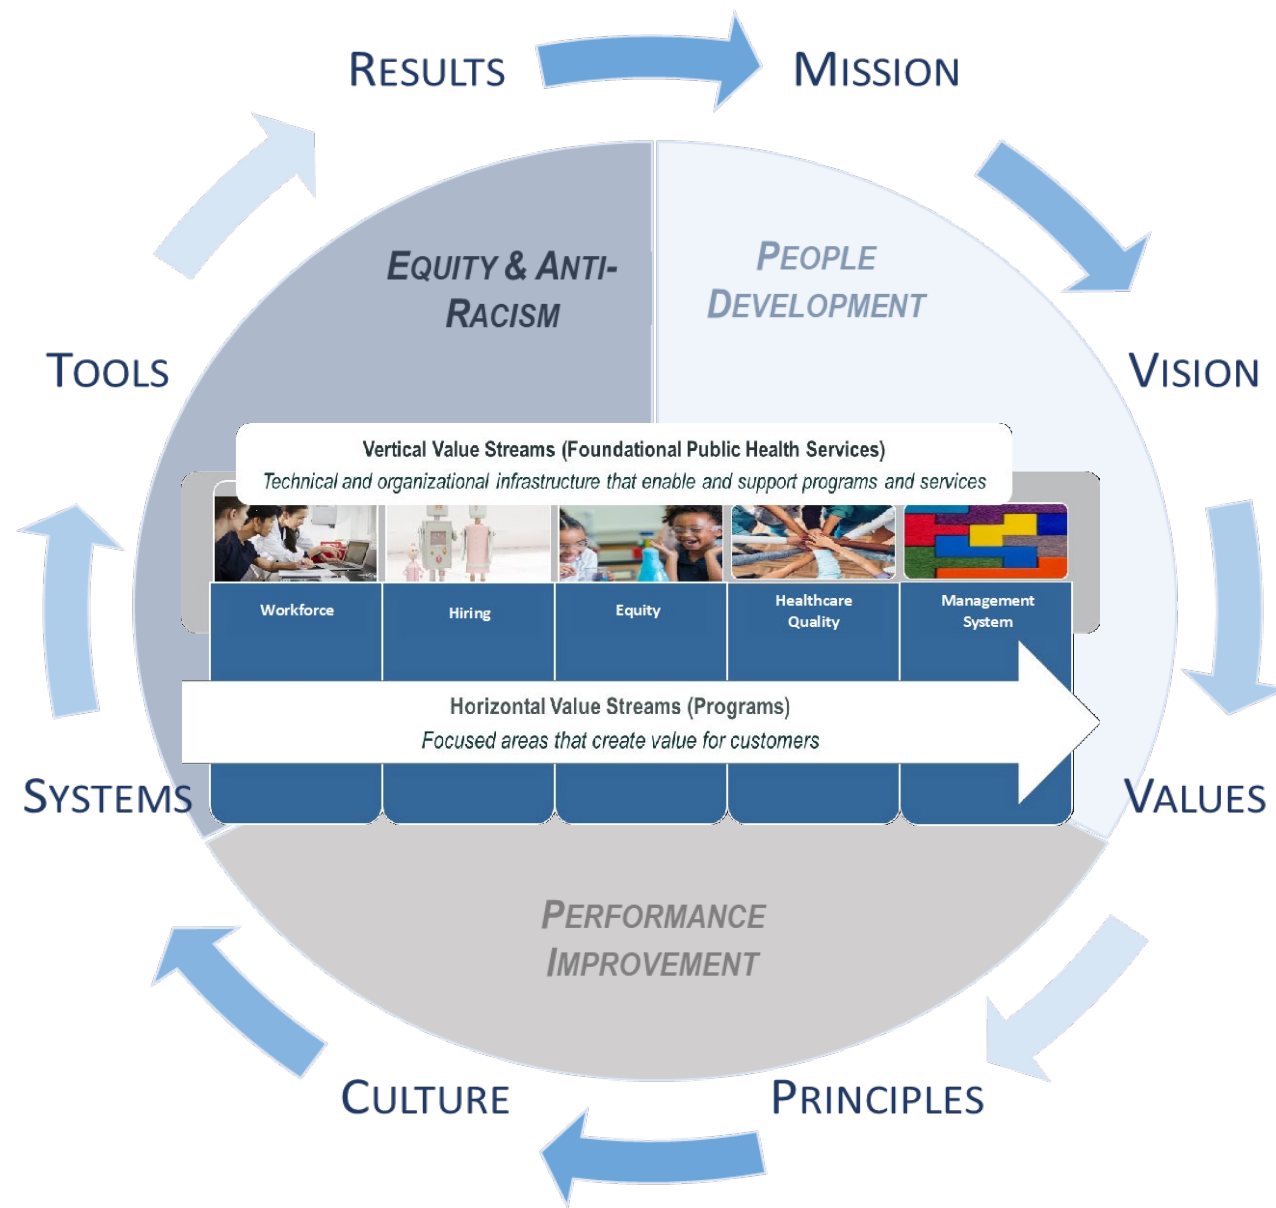 RESULTS
MISSION
EQUITY & ANTI-
RACISM
PEOPLE
DEVELOPMENT
TOOLS
VISION
Vertical Value Streams (Foundational Public Health Services)
Technical and organizational infrastructure that enable and support programs and services
Workforce
Hiring
Equity
Healthcare
Quality
Management
System
Horizontal Value Streams (Programs)
Focused areas that create value for customers
SYSTEMS
VALUES
PERFORMANCE
IMPROVEMENT
CULTURE
PRINCIPLES